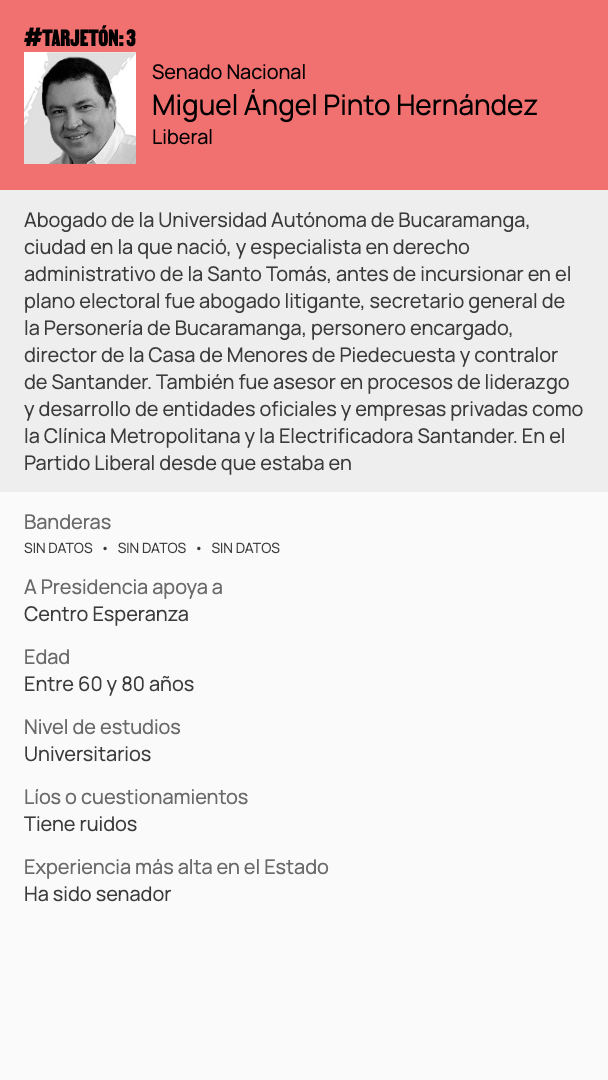 #TARJETÓN: 3
Senado Nacional
Miguel Ángel Pinto Hernández
Liberal
Abogado de la Universidad Autónoma de Bucaramanga,
ciudad en la que nació, y especialista en derecho
administrativo de la Santo Tomás, antes de incursionar en el
plano electoral fue abogado litigante, secretario general de
la Personería de Bucaramanga, personero encargado,
director de la Casa de Menores de Piedecuesta y contralor
de Santander. También fue asesor en procesos de liderazgo
y desarrollo de entidades oficiales y empresas privadas como
la Clínica Metropolitana y la Electrificadora Santander. En el
Partido Liberal desde que estaba en
Banderas
SIN DATOS • SIN DATOS • SIN DATOS
A Presidencia apoya a
Centro Esperanza
Edad
Entre 60 y 80 años
Nivel de estudios
Universitarios
Líos o cuestionamientos
Tiene ruidos
Experiencia más alta en el Estado
Ha sido senador